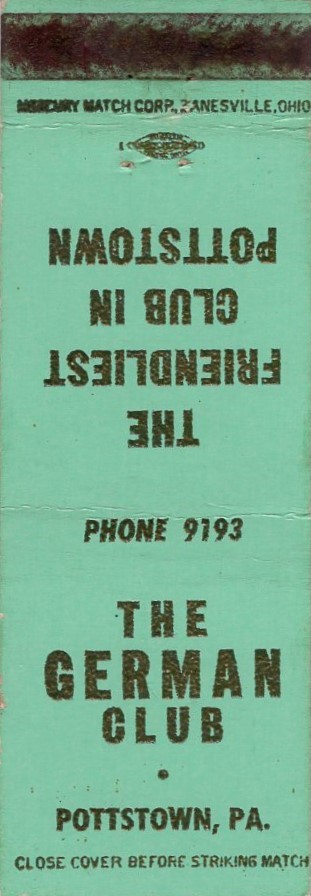 MERCURY MATCH CORP., ZANESVILLE, OHIO
THE
FRIENDLIEST
CLUB IN
POTTSTOWN
PHONE 9193
THE
GERMAN
CLUB
POTTSTOWN, PA.
CLOSE COVER BEFORE STRIKING MATCH